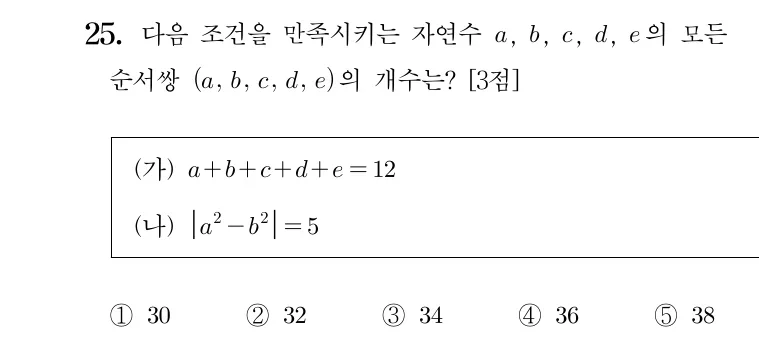 25. 다음 조건을 만족시키는 자연수 a, b, c, d, e의 모든
순서쌍 (a, b, c, d, e)의 개수는? [3점]
(가) a+b+c+d+e=12
(나) |a²-b²|=5
① 30 ② 32 ③ 34 ④ 36 ⑤ 38